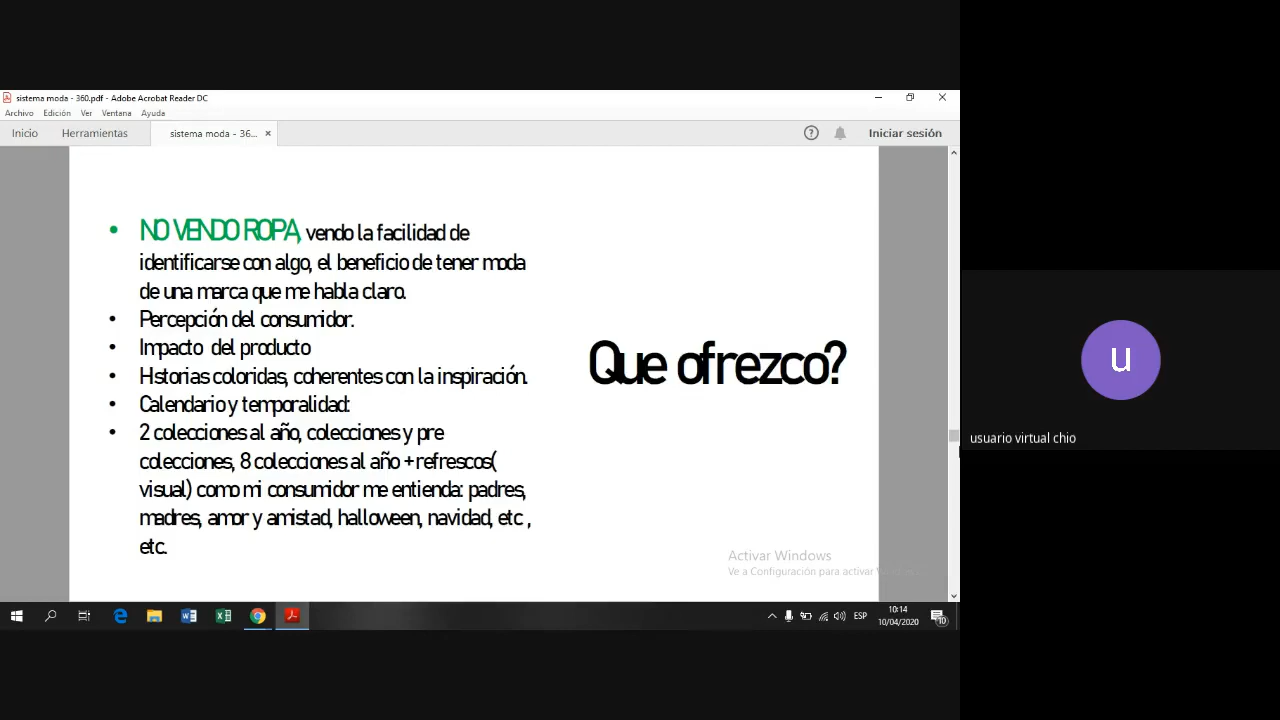 sistema moda - 360.pdf - Adobe Acrobat Reader DC
Archivo Edición Ver Ventana Ayuda
Inicio Herramientas sistema moda - 36... × Iniciar sesión
• NO VENDO ROPA, vendo la facilidad de
identificarse con algo, el beneficio de tener moda
de una marca que me habla claro.
• Percepción del consumidor.
• Impacto del producto
• Hstorias coloridas, coherentes con la inspiración.
• Calendario y temporalidad:
• 2 colecciones al año, colecciones y pre
colecciones, 8 colecciones al año + refrescos(
visual) como mi consumidor me entienda: padres,
madres, amor y amistad, halloween, navidad, etc ,
etc.
Que ofrezco?
Activar Windows
Ve a Configuración para activar
ESP
10:14
10/04/2020
10
u
usuario virtual chio